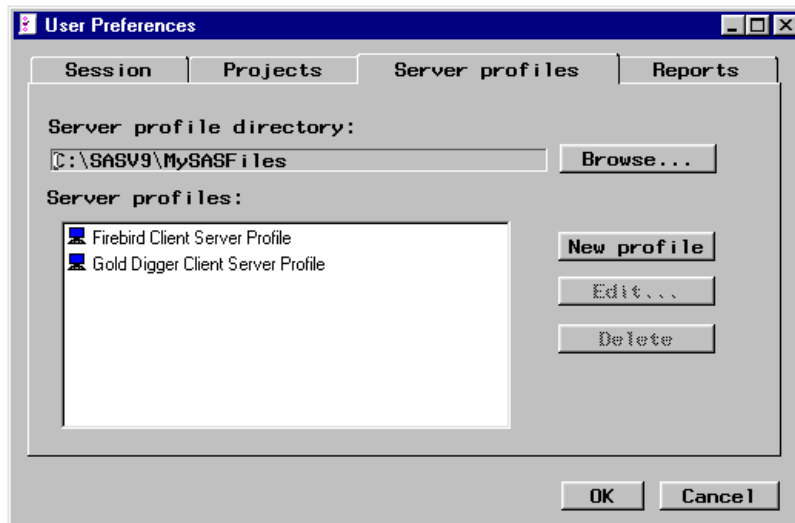 User Preferences
Session Projects Server profiles Reports
Server profile directory:
C:\SASV9\MySASFiles Browse...
Server profiles:
Firebird Client Server Profile
Gold Digger Client Server Profile
New profile
Edit...
Delete
OK Cancel